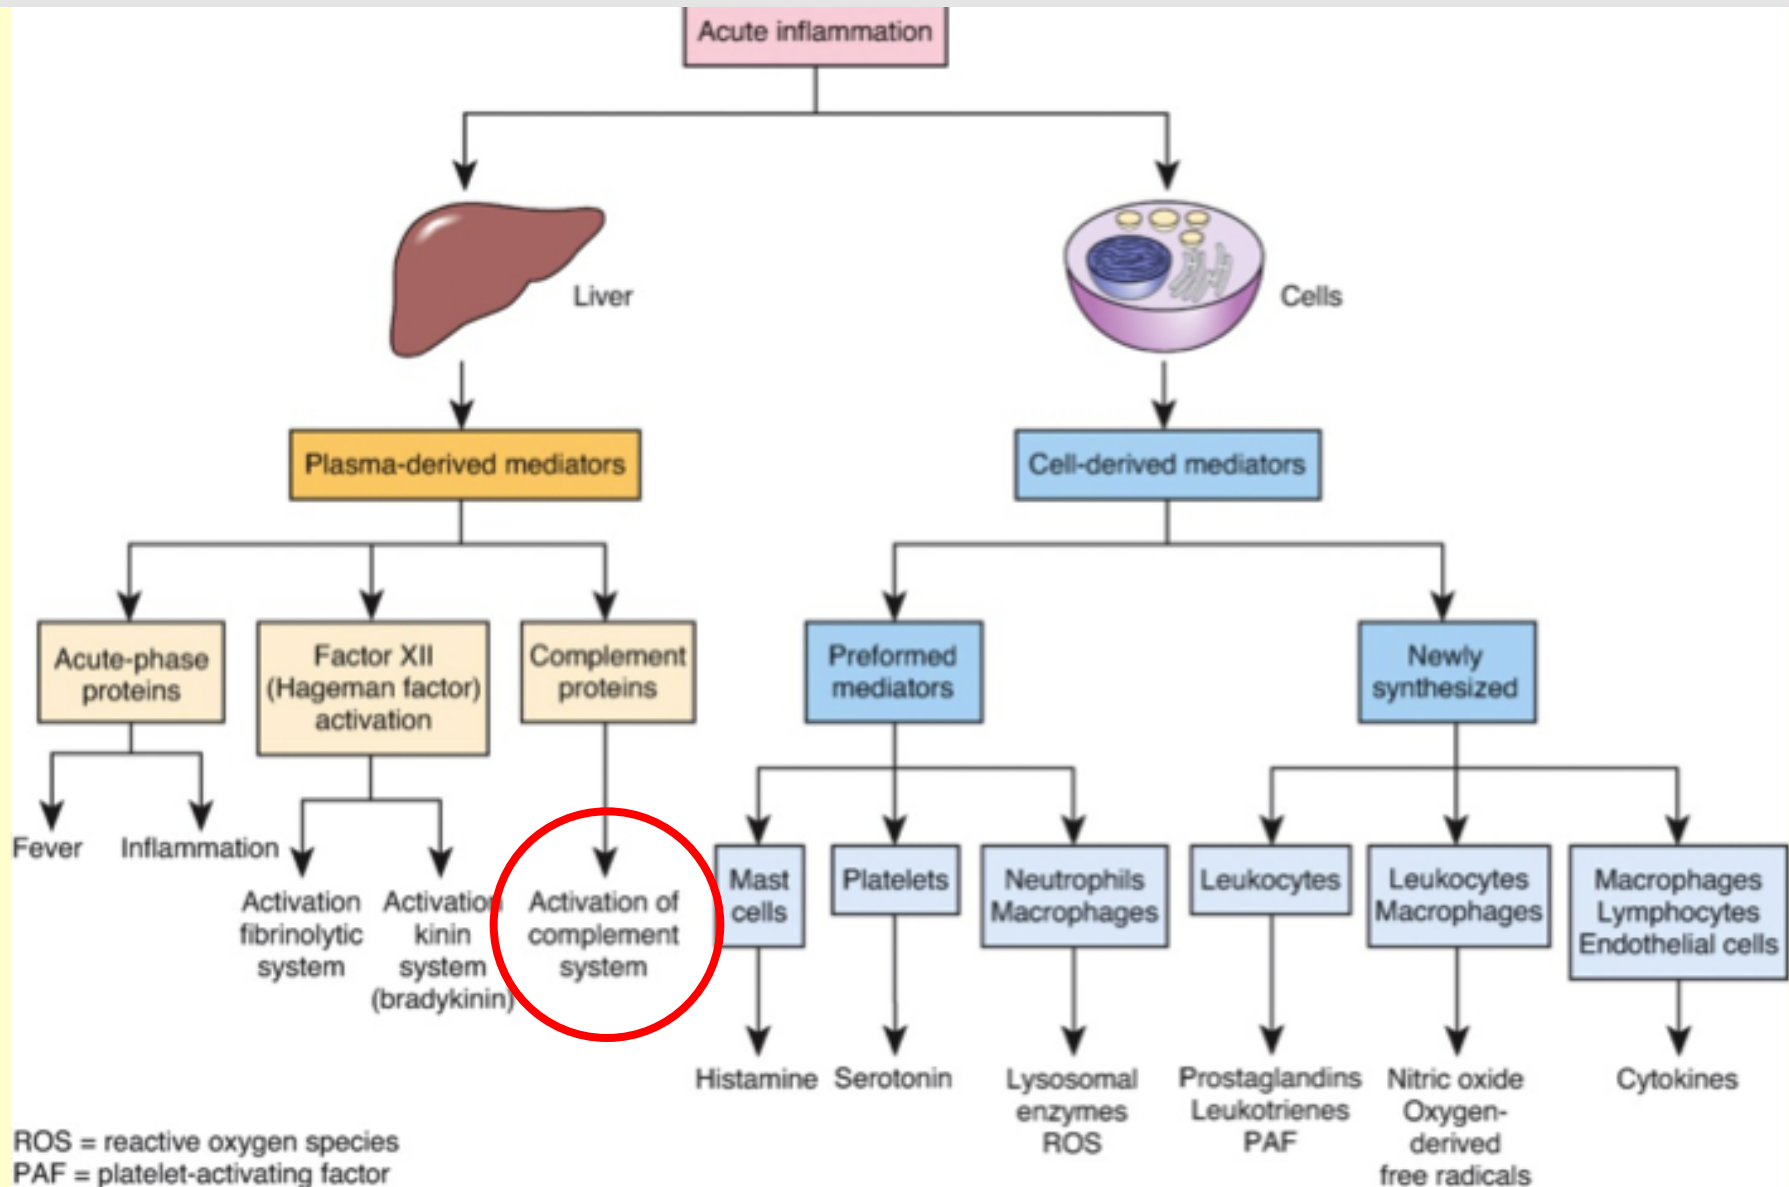 Acute inflammation
Liver
Cells
Plasma-derived mediators
Cell-derived mediators
Acute-phase
proteins
Factor XII
(Hageman factor)
activation
Complement
proteins
Preformed
mediators
Newly
synthesized
Fever
Inflammation
Activation
fibrinolytic
system
Activation
kinin
system
(bradykinin)
Activation of
complement
system
Mast
cells
Platelets
Neutrophils
Macrophages
Leukocytes
Leukocytes
Macrophages
Macrophages
Lymphocytes
Endothelial cells
Histamine
Serotonin
Lysosomal
enzymes
ROS
Prostaglandins
Leukotrienes
PAF
Nitric oxide
Oxygen-
derived
free radicals
Cytokines
ROS = reactive oxygen species
PAF = platelet-activating factor